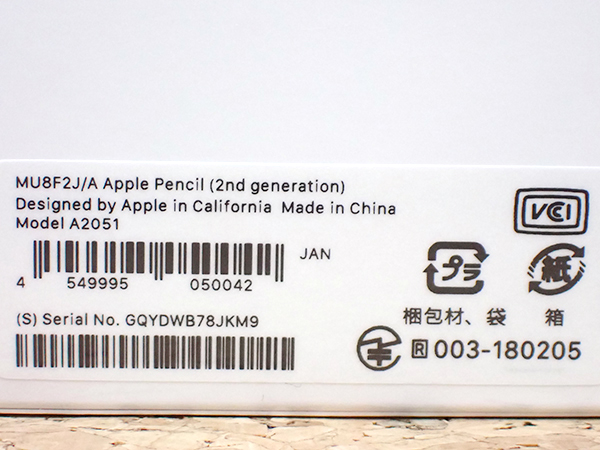 MU8F2J/A Apple Pencil (2nd generation)
Designed by Apple in California Made in China
Model A2051
JAN
4 549995 050042
(S) Serial No. GQYDWB78JKM9
VCCI
プラ
紙
梱包材、袋
箱
R 003-180205